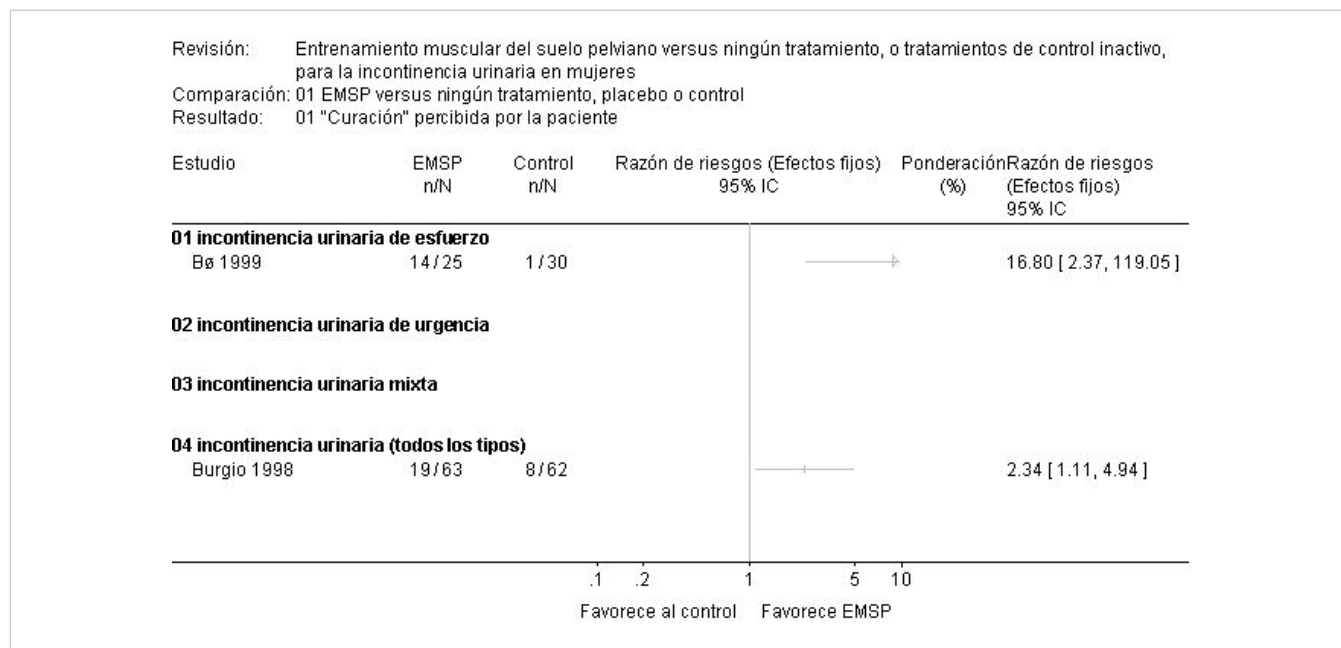 Revisión: Entrenamiento muscular del suelo pelviano versus ningún tratamiento, o tratamientos de control inactivo,
para la incontinencia urinaria en mujeres
Comparación: 01 EMSP versus ningún tratamiento, placebo o control
Resultado: 01 "Curación" percibida por la paciente
Estudio EMSP Control Razón de riesgos (Efectos fijos) Ponderación Razón de riesgos
n/N n/N 95% IC (%) (Efectos fijos)
95% IC
01 incontinencia urinaria de esfuerzo
Bø 1999 14/25 1/30 16.80 [ 2.37, 119.05 ]
02 incontinencia urinaria de urgencia
03 incontinencia urinaria mixta
04 incontinencia urinaria (todos los tipos)
Burgio 1998 19/63 8/62 2.34 [ 1.11, 4.94 ]
.1 .2 1 5 10
Favorece al control Favorece EMSP